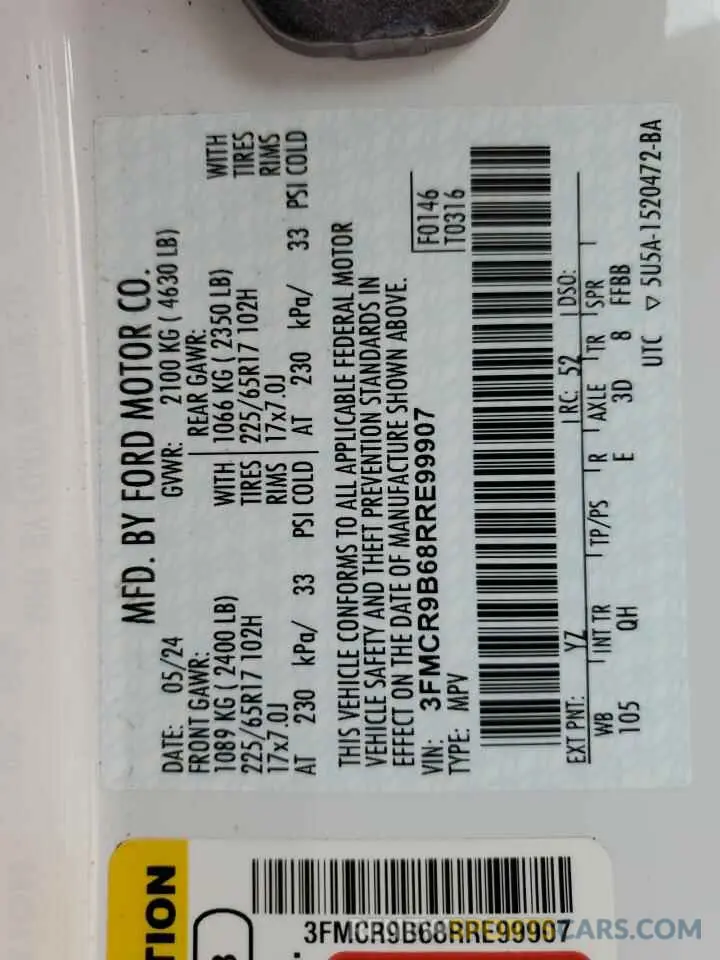 MFD. BY FORD MOTOR CO.
DATE: 05/24 GVWR: 2100 KG ( 4630 LB)
FRONT GAWR: REAR GAWR:
1089 KG ( 2400 LB) WITH 1066 KG ( 2350 LB) WITH
225/65R17 102H TIRES 225/65R17 102H TIRES
17x7.0J RIMS 17x7.0J RIMS
AT 230 kPa/ 33 PSI COLD AT 230 kPa/ 33 PSI COLD
THIS VEHICLE CONFORMS TO ALL APPLICABLE FEDERAL MOTOR
VEHICLE SAFETY AND THEFT PREVENTION STANDARDS IN
EFFECT ON THE DATE OF MANUFACTURE SHOWN ABOVE.
VIN: 3FMCR9B68RRE99907 F0146
TYPE: MPV T0316
EXT PNT: YZ RC: 52 DSO:
WB INT TR TP/PS R AXLE TR SPR
105 QH E 3D 8 FFBB
UTC ▽ 5U5A-1520472-BA
TION
3FMCR9B68RRE99907